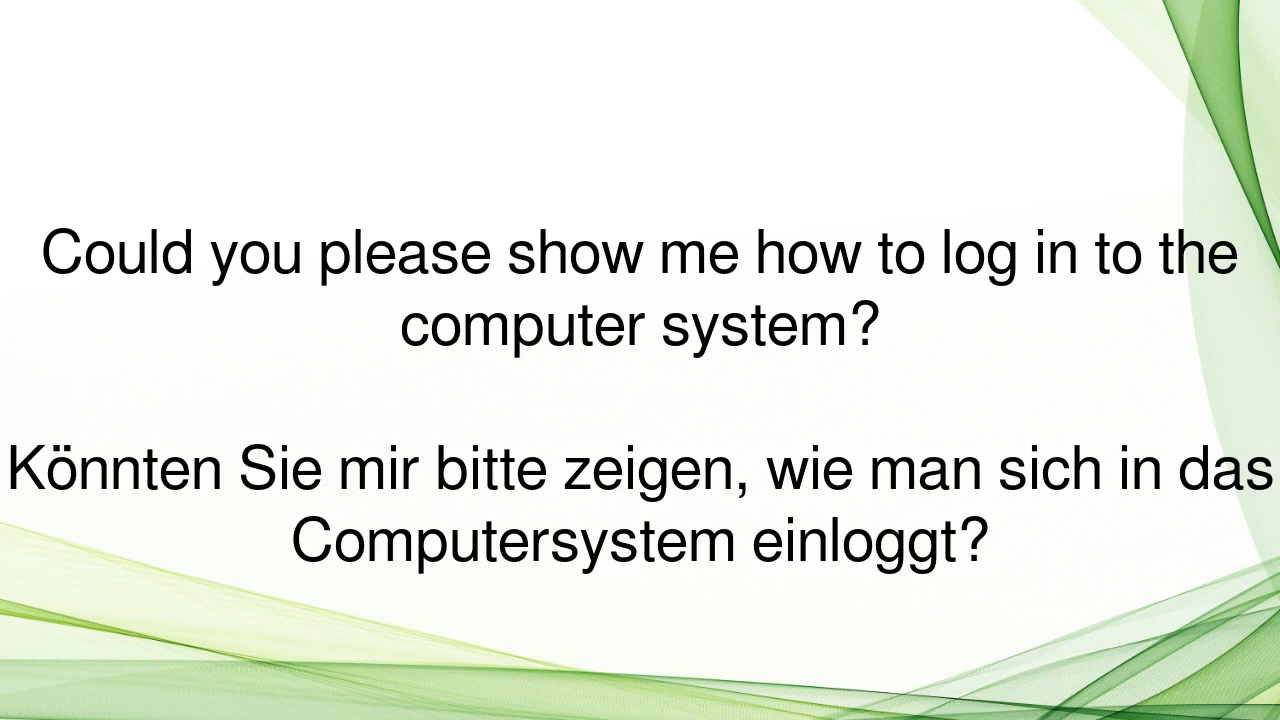 Could you please show me how to log in to the
computer system?
Könnten Sie mir bitte zeigen, wie man sich in das
Computersystem einloggt?